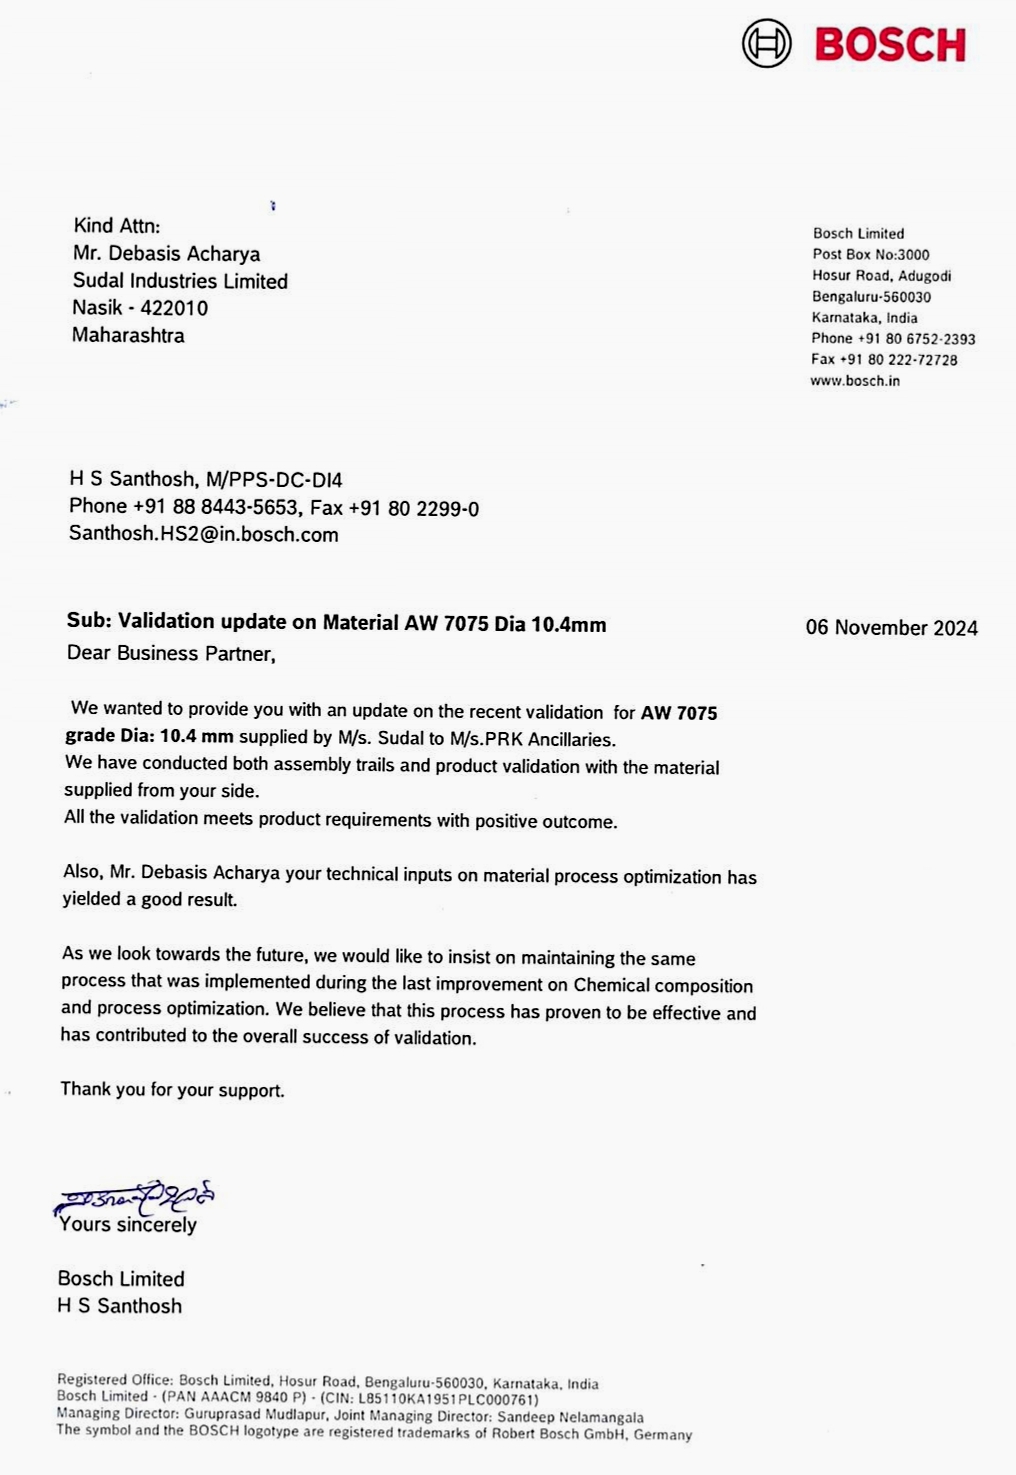 BOSCH
Kind Attn:
Mr. Debasis Acharya
Sudal Industries Limited
Nasik - 422010
Maharashtra
Bosch Limited
Post Box No:3000
Hosur Road, Adugodi
Bengaluru-560030
Karnataka, India
Phone +91 80 6752-2393
Fax +91 80 222-72728
www.bosch.in
H S Santhosh, M/PPS-DC-DI4
Phone +91 88 8443-5653, Fax +91 80 2299-0
Santhosh.HS2@in.bosch.com
Sub: Validation update on Material AW 7075 Dia 10.4mm
06 November 2024
Dear Business Partner,
We wanted to provide you with an update on the recent validation for AW 7075
grade Dia: 10.4 mm supplied by M/s. Sudal to M/s.PRK Ancillaries.
We have conducted both assembly trails and product validation with the material
supplied from your side.
All the validation meets product requirements with positive outcome.
Also, Mr. Debasis Acharya your technical inputs on material process optimization has
yielded a good result.
As we look towards the future, we would like to insist on maintaining the same
process that was implemented during the last improvement on Chemical composition
and process optimization. We believe that this process has proven to be effective and
has contributed to the overall success of validation.
Thank you for your support.
Yours sincerely
Bosch Limited
H S Santhosh
Registered Office: Bosch Limited, Hosur Road, Bengaluru-560030, Karnataka, India
Bosch Limited - (PAN AAACM 9840 P) - (CIN: L85110KA1951PLC000761)
Managing Director: Guruprasad Mudlapur, Joint Managing Director: Sandeep Nelamangala
The symbol and the BOSCH logotype are registered trademarks of Robert Bosch GmbH, Germany